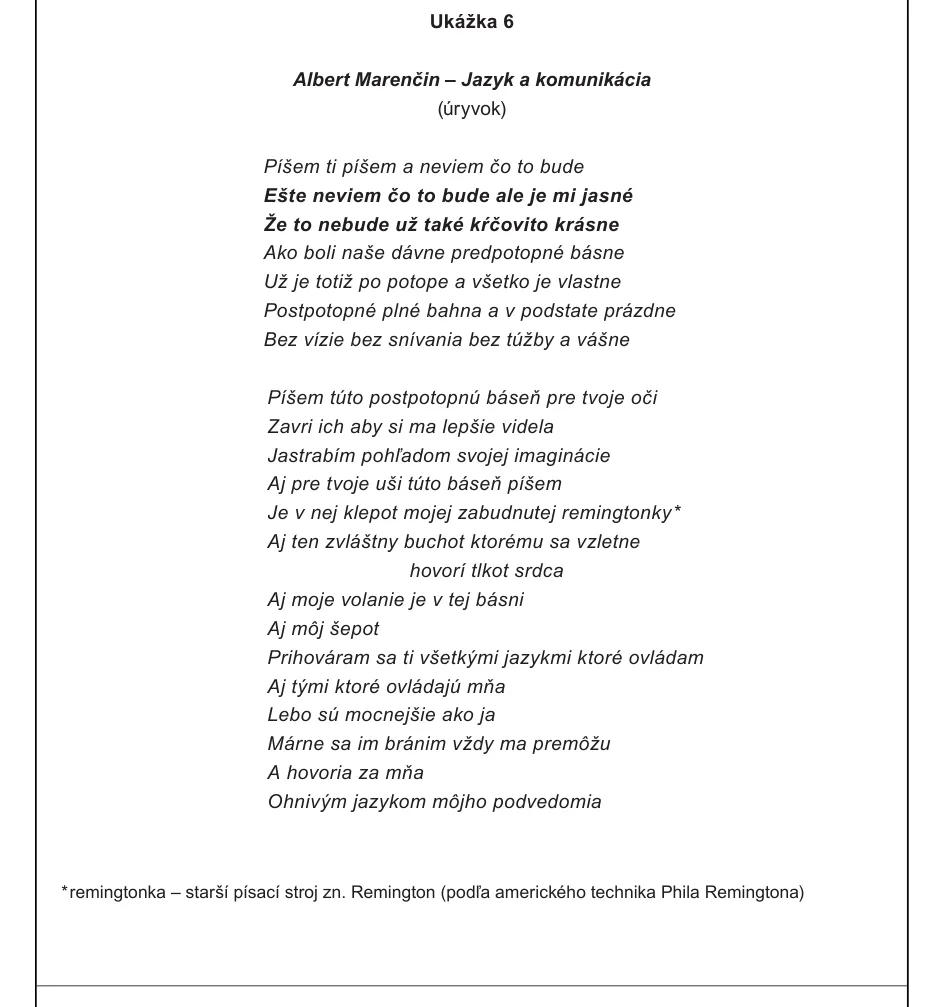 Ukážka 6
Albert Marenčin – Jazyk a komunikácia
(úryvok)
Píšem ti píšem a neviem čo to bude
Ešte neviem čo to bude ale je mi jasné
Že to nebude už také kŕčovito krásne
Ako boli naše dávne predpotopné básne
Už je totiž po potope a všetko je vlastne
Postpotopné plné bahna a v podstate prázdne
Bez vízie bez snívania bez túžby a vášne
Píšem túto postpotopnú báseň pre tvoje oči
Zavri ich aby si ma lepšie videla
Jastrabím pohľadom svojej imaginácie
Aj pre tvoje uši túto báseň píšem
Je v nej klepot mojej zabudnutej remingtonky*
Aj ten zvláštny buchot ktorému sa vzletne
hovorí tlkot srdca
Aj moje volanie je v tej básni
Aj môj šepot
Prihováram sa ti všetkými jazykmi ktoré ovládam
Aj tými ktoré ovládajú mňa
Lebo sú mocnejšie ako ja
Márne sa im bránim vždy ma premôžu
A hovoria za mňa
Ohnivým jazykom môjho podvedomia
*remingtonka – starší písací stroj zn. Remington (podľa amerického technika Phila Remingtona)